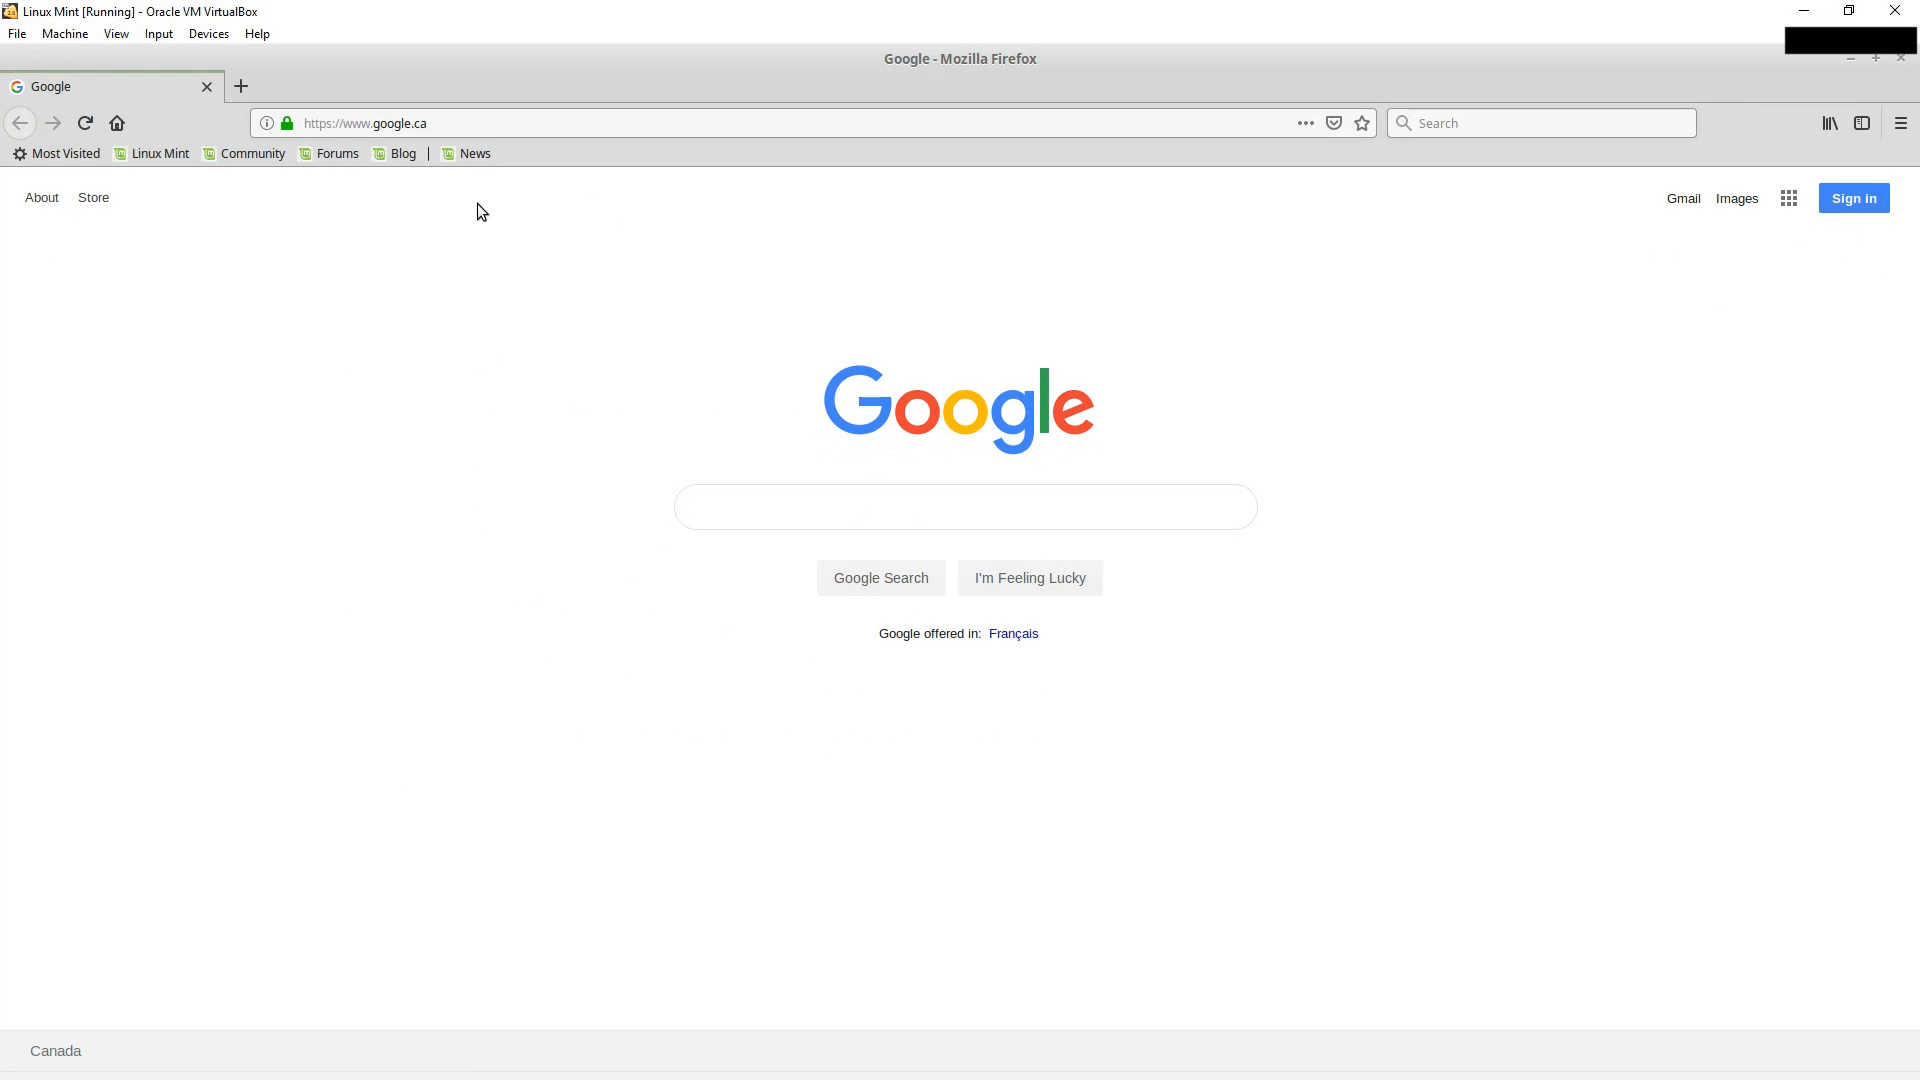 Linux Mint [Running] - Oracle VM VirtualBox
File Machine View Input Devices Help
Google - Mozilla Firefox
Google
https://www.google.ca
Search
Most Visited Linux Mint Community Forums Blog | News
About Store
Gmail Images Sign in
Google
Google Search I'm Feeling Lucky
Google offered in: Français
Canada